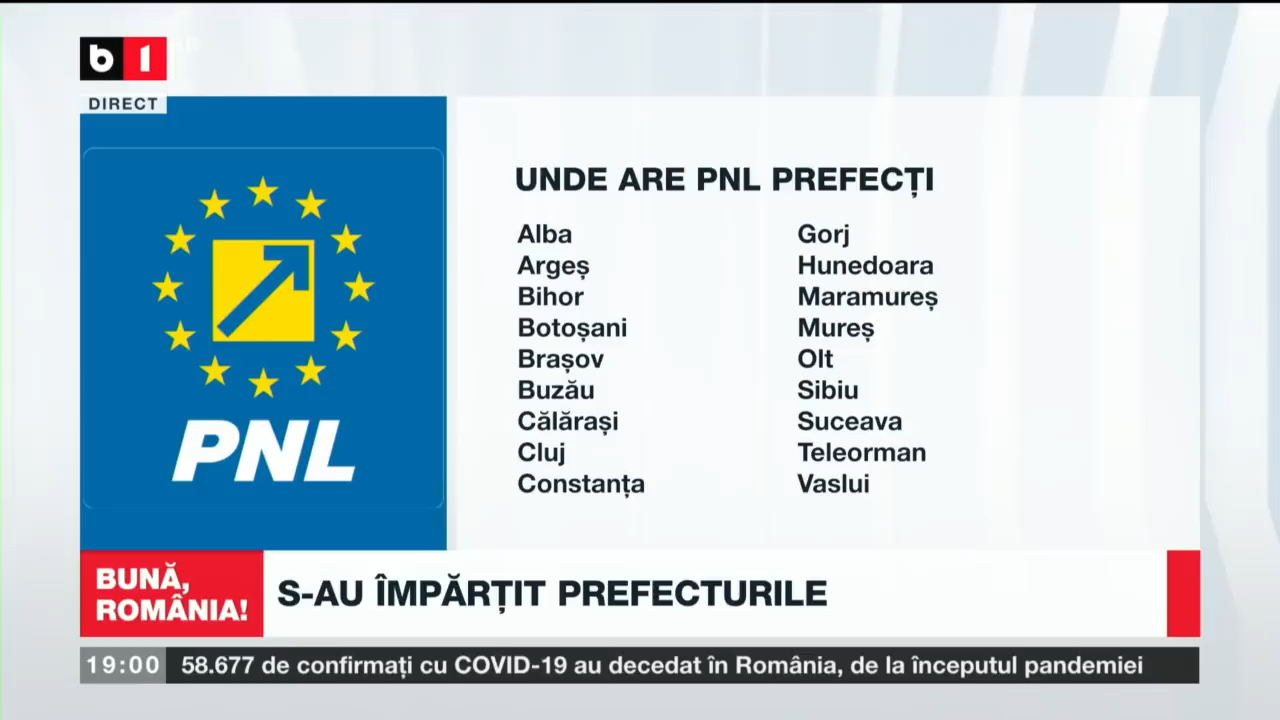 b 1
DIRECT
PNL
UNDE ARE PNL PREFECȚI
Alba
Argeș
Bihor
Botoșani
Brașov
Buzău
Călărași
Cluj
Constanța
Gorj
Hunedoara
Maramureș
Mureș
Olt
Sibiu
Suceava
Teleorman
Vaslui
BUNĂ,
ROMÂNIA!
S-AU ÎMPĂRȚIT PREFECTURILE
19:00 58.677 de confirmați cu COVID-19 au decedat în România, de la începutul pandemiei